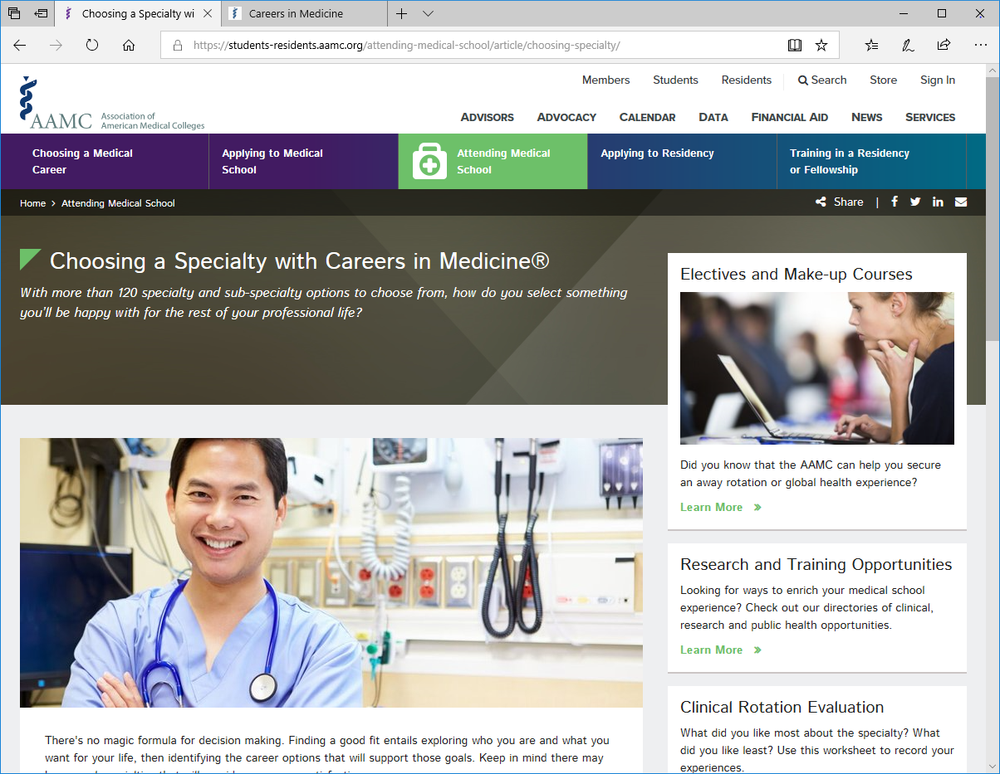 Choosing a Specialty wi
Careers in Medicine
https://students-residents.aamc.org/attending-medical-school/article/choosing-specialty/
Members Students Residents Search Store Sign In
AAMC Association of
American Medical Colleges
ADVISORS ADVOCACY CALENDAR DATA FINANCIAL AID NEWS SERVICES
Choosing a Medical
Career
Applying to Medical
School
Attending Medical
School
Applying to Residency
Training in a Residency
or Fellowship
Home > Attending Medical School
Share |
Choosing a Specialty with Careers in Medicine®
With more than 120 specialty and sub-specialty options to choose from, how do you select something
you'll be happy with for the rest of your professional life?
There's no magic formula for decision making. Finding a good fit entails exploring who you are and what you
want for your life, then identifying the career options that will support those goals. Keep in mind there may
Electives and Make-up Courses
Did you know that the AAMC can help you secure
an away rotation or global health experience?
Learn More »
Research and Training Opportunities
Looking for ways to enrich your medical school
experience? Check out our directories of clinical,
research and public health opportunities.
Learn More »
Clinical Rotation Evaluation
What did you like most about the specialty? What
did you like least? Use this worksheet to record your
experiences.